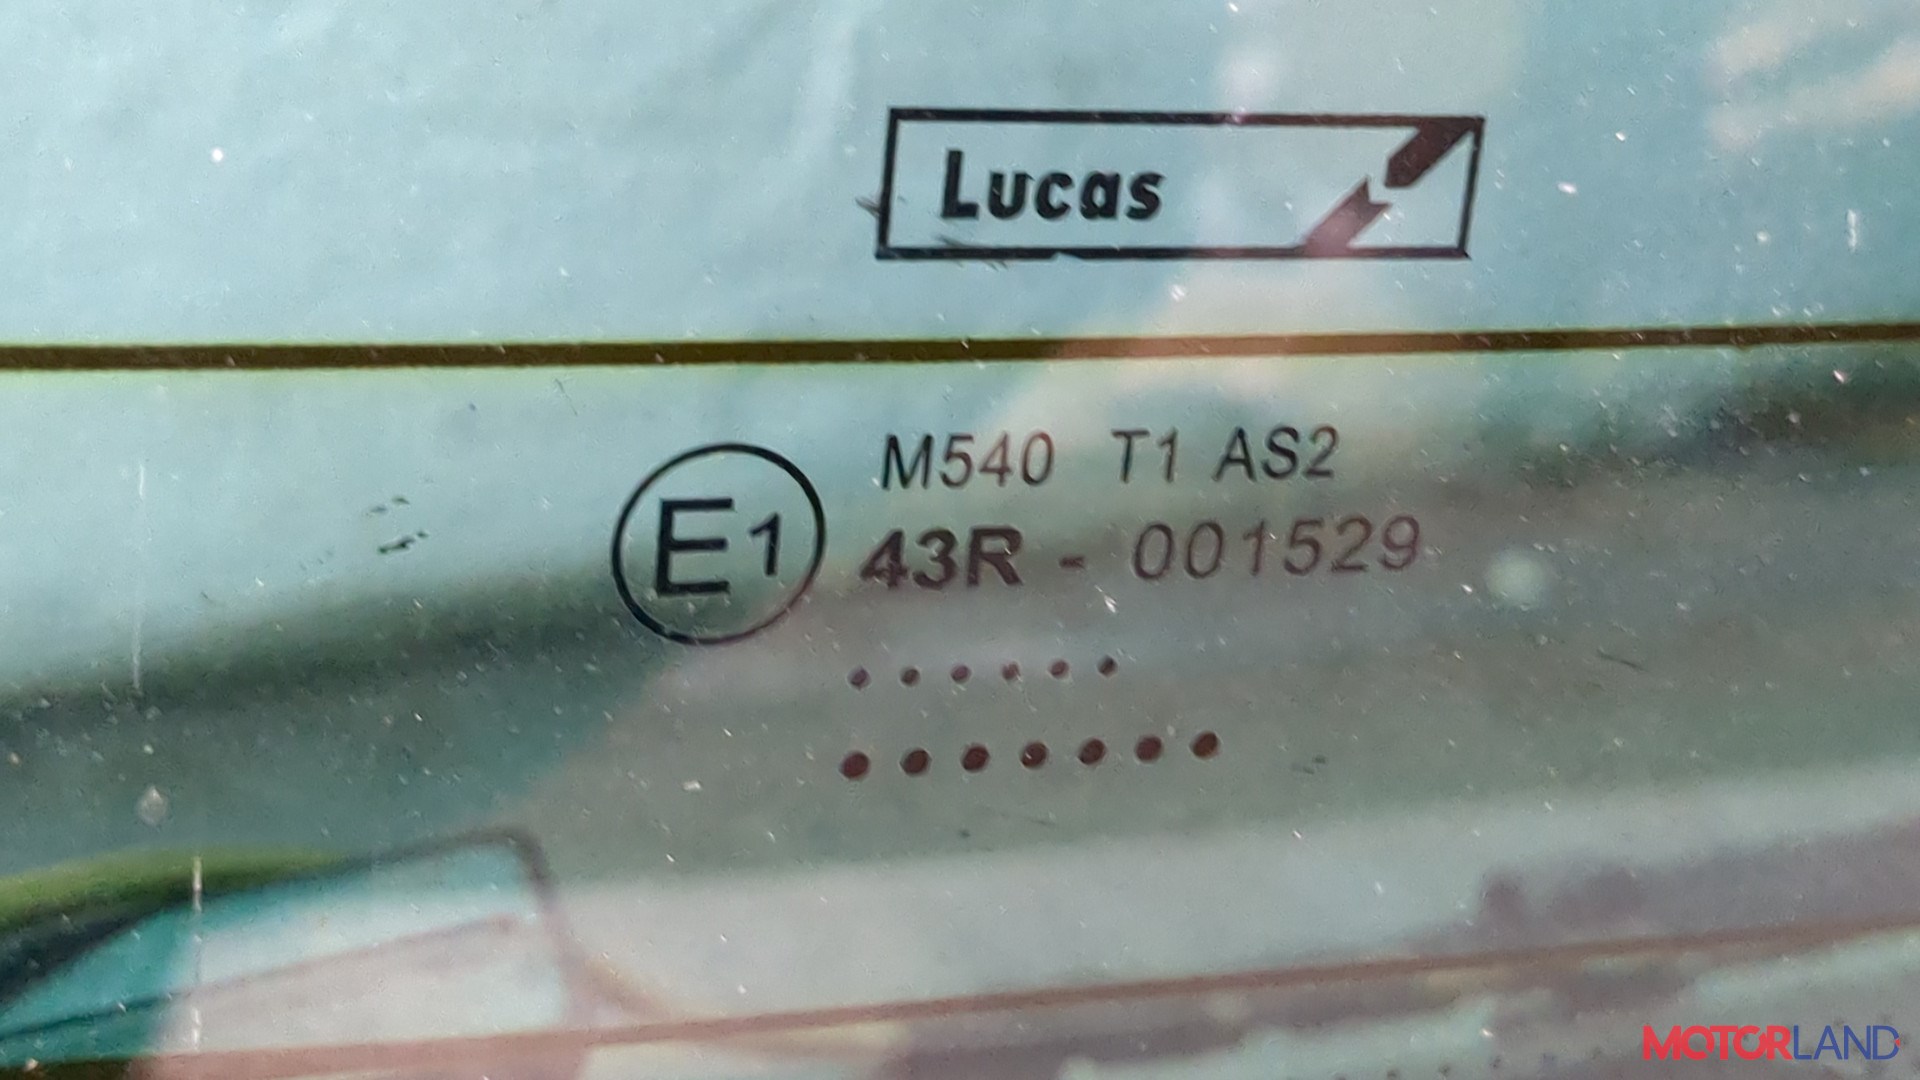 Lucas
M540 T1 AS2
E1
43R - 001529
MOTORLAND